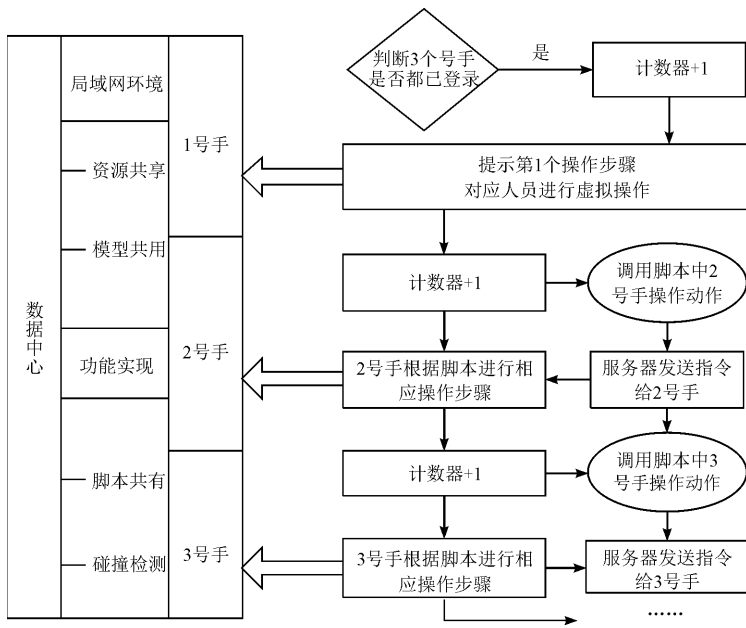 数据中心
局域网环境
资源共享
模型共用
功能实现
脚本共有
碰撞检测
1号手
2号手
3号手
判断3个号手
是否都已登录
是
计数器+1
提示第1个操作步骤
对应人员进行虚拟操作
计数器+1
调用脚本中2
号手操作动作
2号手根据脚本进行相
应操作步骤
服务器发送指令
给2号手
计数器+1
调用脚本中3
号手操作动作
3号手根据脚本进行相
应操作步骤
服务器发送指令
给3号手
……